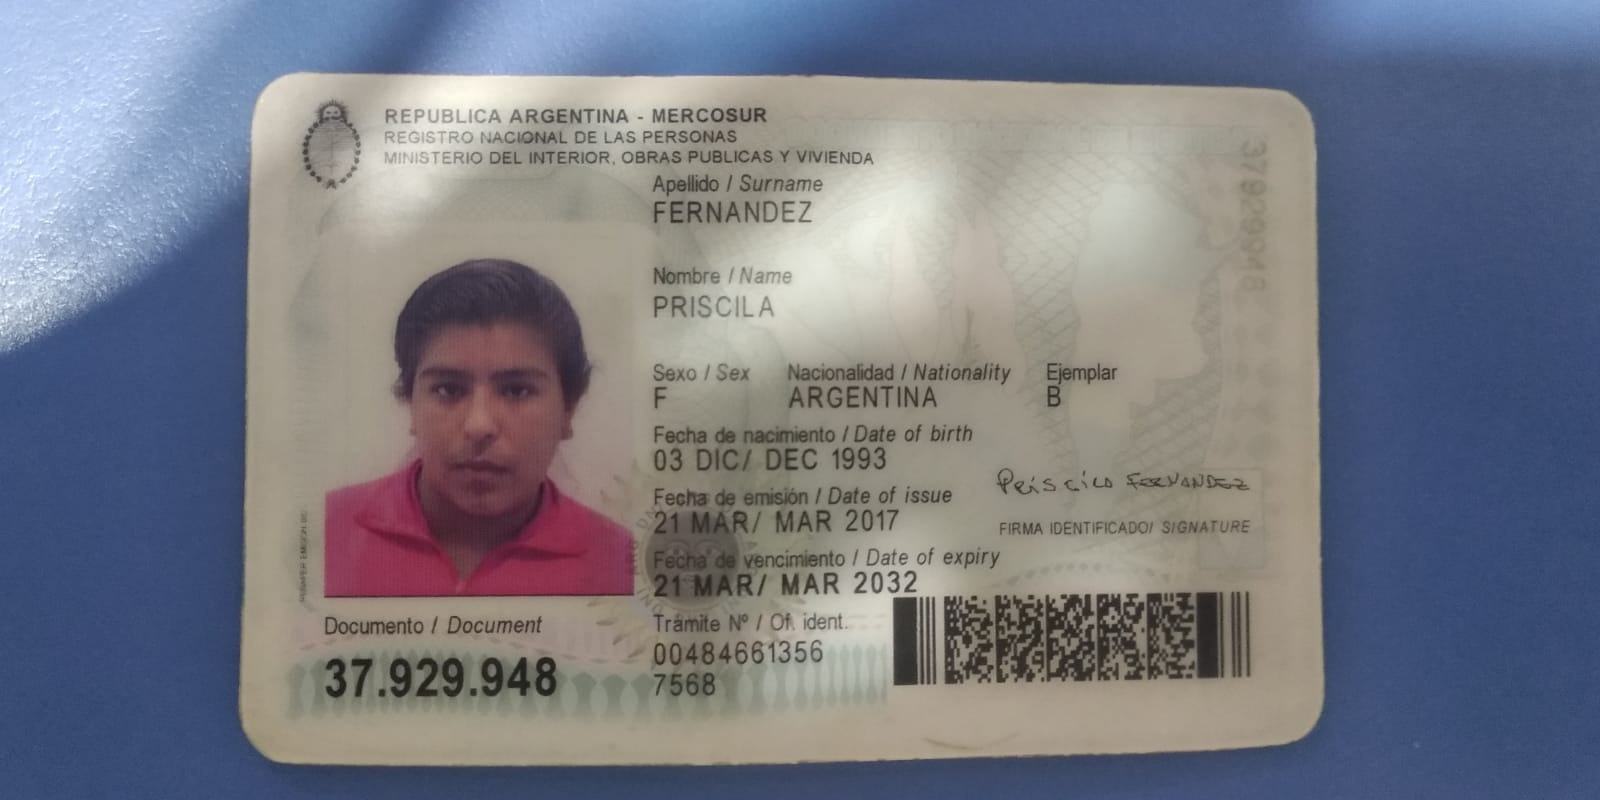 REPUBLICA ARGENTINA - MERCOSUR
REGISTRO NACIONAL DE LAS PERSONAS
MINISTERIO DEL INTERIOR, OBRAS PUBLICAS Y VIVIENDA
Apellido / Surname
FERNANDEZ
Nombre / Name
PRISCILA
Sexo / Sex Nacionalidad / Nationality Ejemplar
F ARGENTINA B
Fecha de nacimiento / Date of birth
03 DIC/ DEC 1993
Fecha de emisión / Date of issue
21 MAR/ MAR 2017
Priscila FERNANDEZ
FIRMA IDENTIFICADO/ SIGNATURE
Fecha de vencimiento / Date of expiry
21 MAR/ MAR 2032
Documento / Document
37.929.948
Trámite Nº / Of. ident.
00484661356
7568
37929948